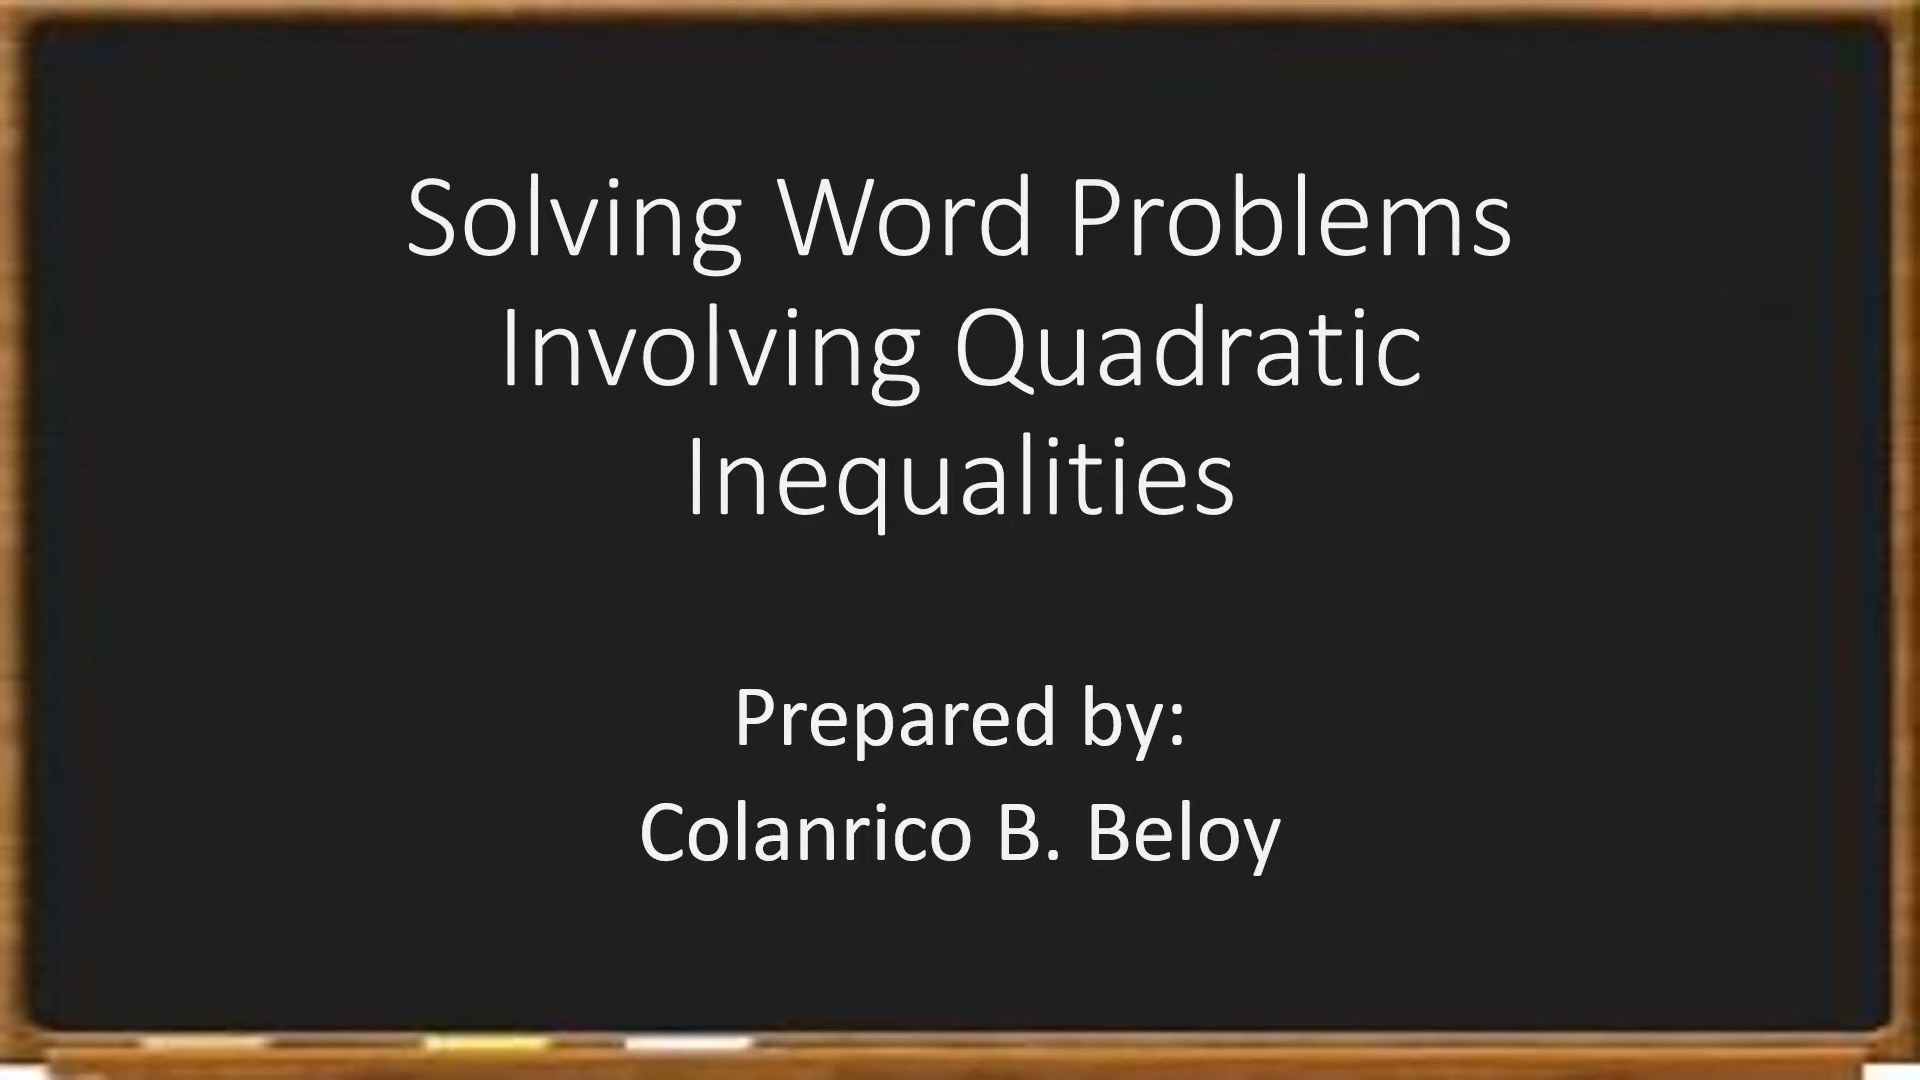 Solving Word Problems
Involving Quadratic
Inequalities
Prepared by:
Colanrico B. Beloy